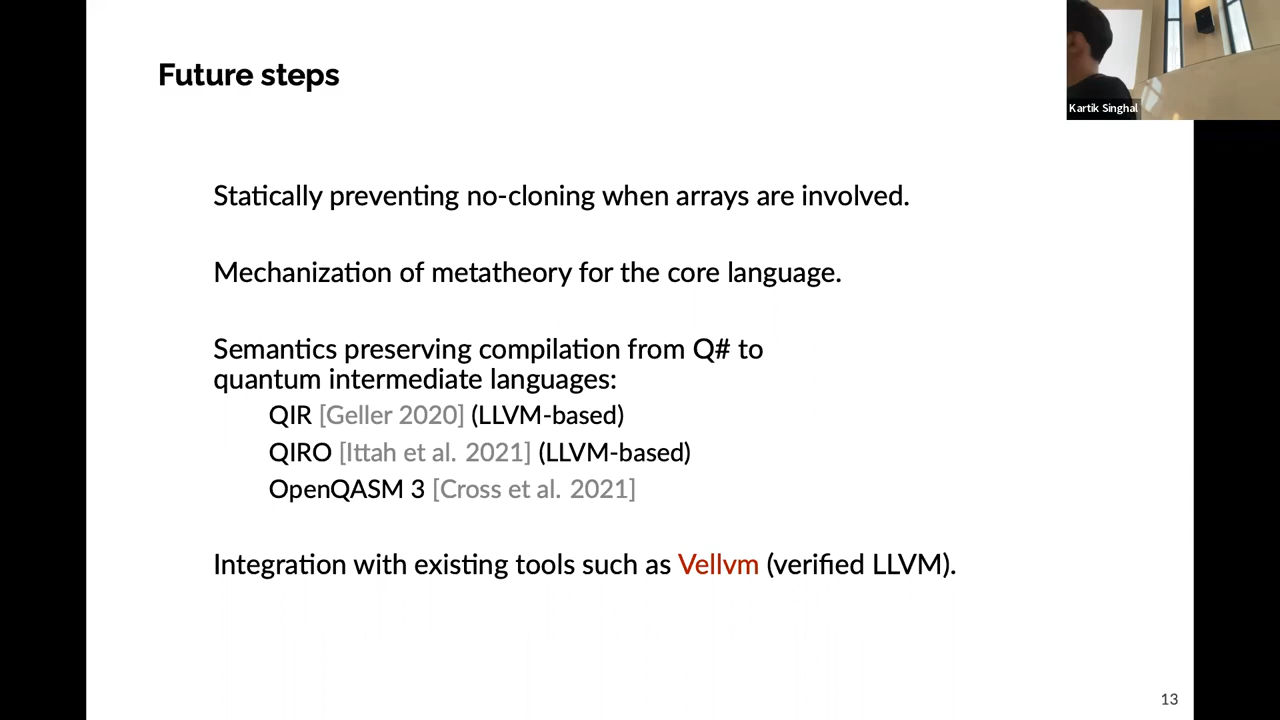 Future steps
Kartik Singhal
Statically preventing no-cloning when arrays are involved.
Mechanization of metatheory for the core language.
Semantics preserving compilation from Q# to
quantum intermediate languages:
QIR [Geller 2020] (LLVM-based)
QIRO [Ittah et al. 2021] (LLVM-based)
OpenQASM 3 [Cross et al. 2021]
Integration with existing tools such as Vellvm (verified LLVM).
13